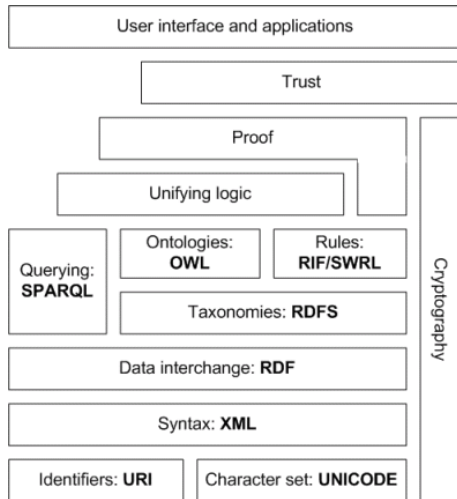 User interface and applications
Trust
Proof
Unifying logic
Querying:
SPARQL
Ontologies:
OWL
Rules:
RIF/SWRL
Taxonomies: RDFS
Data interchange: RDF
Syntax: XML
Identifiers: URI
Character set: UNICODE
Cryptography